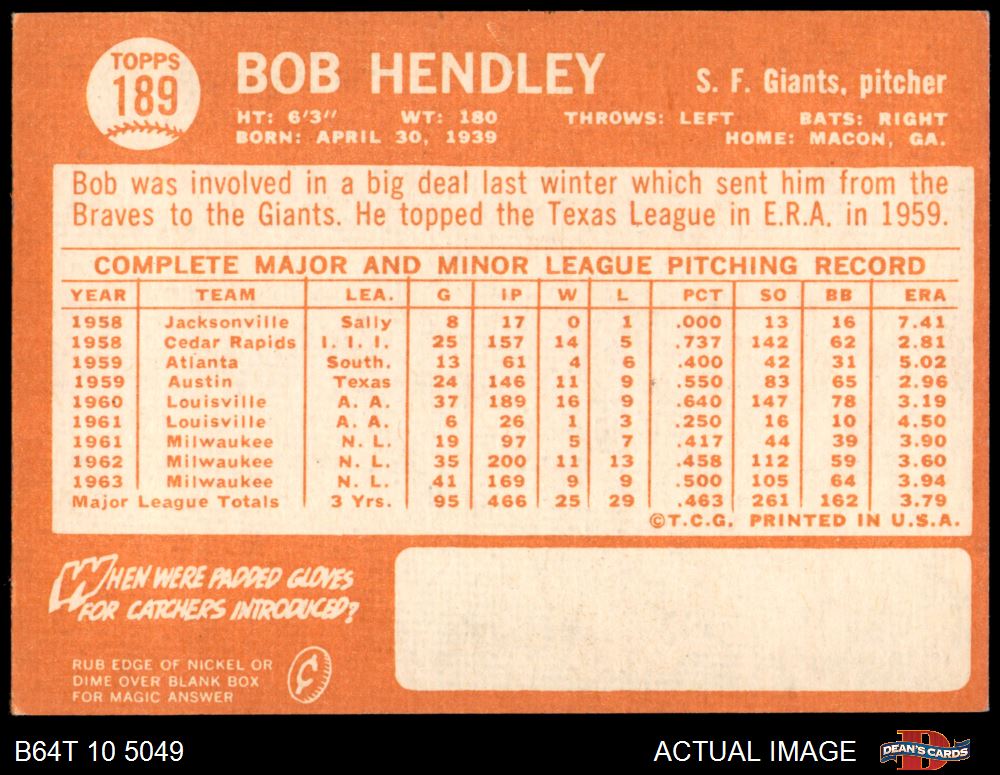 TOPPS
189
BOB HENDLEY
S. F. Giants, pitcher
HT: 6'3" WT: 180 THROWS: LEFT BATS: RIGHT
BORN: APRIL 30, 1939 HOME: MACON, GA.
Bob was involved in a big deal last winter which sent him from the
Braves to the Giants. He topped the Texas League in E.R.A. in 1959.
COMPLETE MAJOR AND MINOR LEAGUE PITCHING RECORD
YEAR TEAM LEA. G IP W L PCT SO BB ERA
1958 Jacksonville Sally 8 17 0 1 .000 13 16 7.41
1958 Cedar Rapids I. I. I. 25 157 14 5 .737 142 62 2.81
1959 Atlanta South. 13 61 4 6 .400 42 31 5.02
1959 Austin Texas 24 146 11 9 .550 83 65 2.96
1960 Louisville A. A. 37 189 16 9 .640 147 78 3.19
1961 Louisville A. A. 6 26 1 3 .250 16 10 4.50
1961 Milwaukee N. L. 19 97 5 7 .417 44 39 3.90
1962 Milwaukee N. L. 35 200 11 13 .458 112 59 3.60
1963 Milwaukee N. L. 41 169 9 9 .500 105 64 3.94
Major League Totals 3 Yrs. 95 466 25 29 .463 261 162 3.79
©T.C.G. PRINTED IN U.S.A.
WHEN WERE PADDED GLOVES
FOR CATCHERS INTRODUCED?
RUB EDGE OF NICKEL OR
DIME OVER BLANK BOX
FOR MAGIC ANSWER
¢
B64T 10 5049
ACTUAL IMAGE
D
DEAN'S CARDS